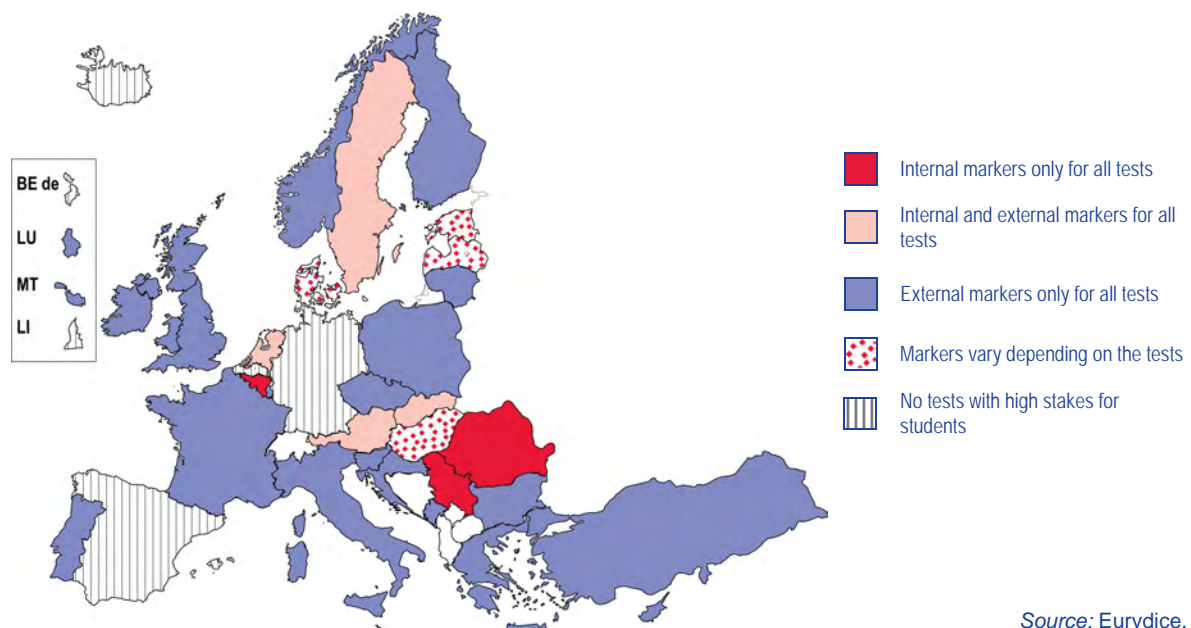 BE de
LU
MT
LI
Internal markers only for all tests
Internal and external markers for all
tests
External markers only for all tests
Markers vary depending on the tests
No tests with high stakes for
students
Source: Eurydice.